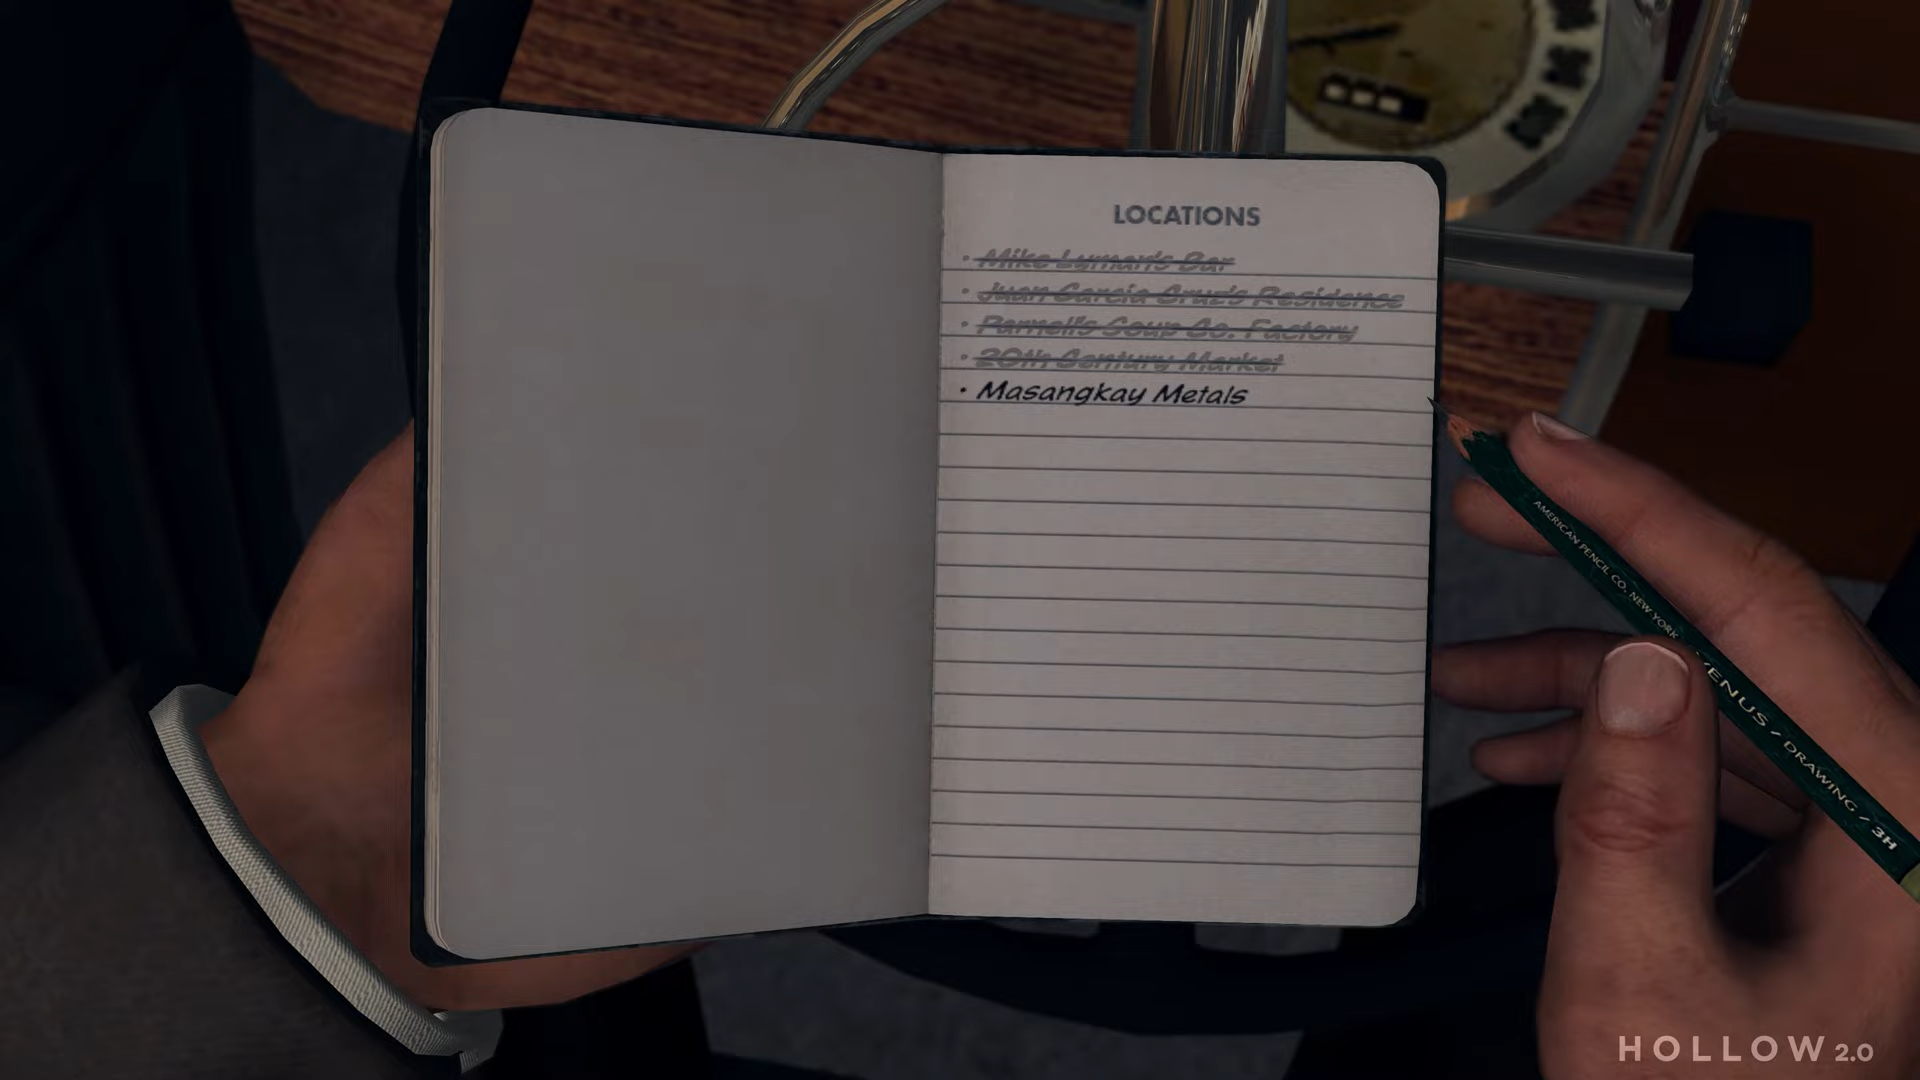 LOCATIONS
· Mike Lyman's Bar
· Juan Garcia Cruz's Residence
· Parnell's Soup Co. Factory
· 20th Century Market
· Masangkay Metals
AMERICAN PENCIL CO. NEW YORK
VENUS / DRAWING / 3H
HOLLOW 2.0